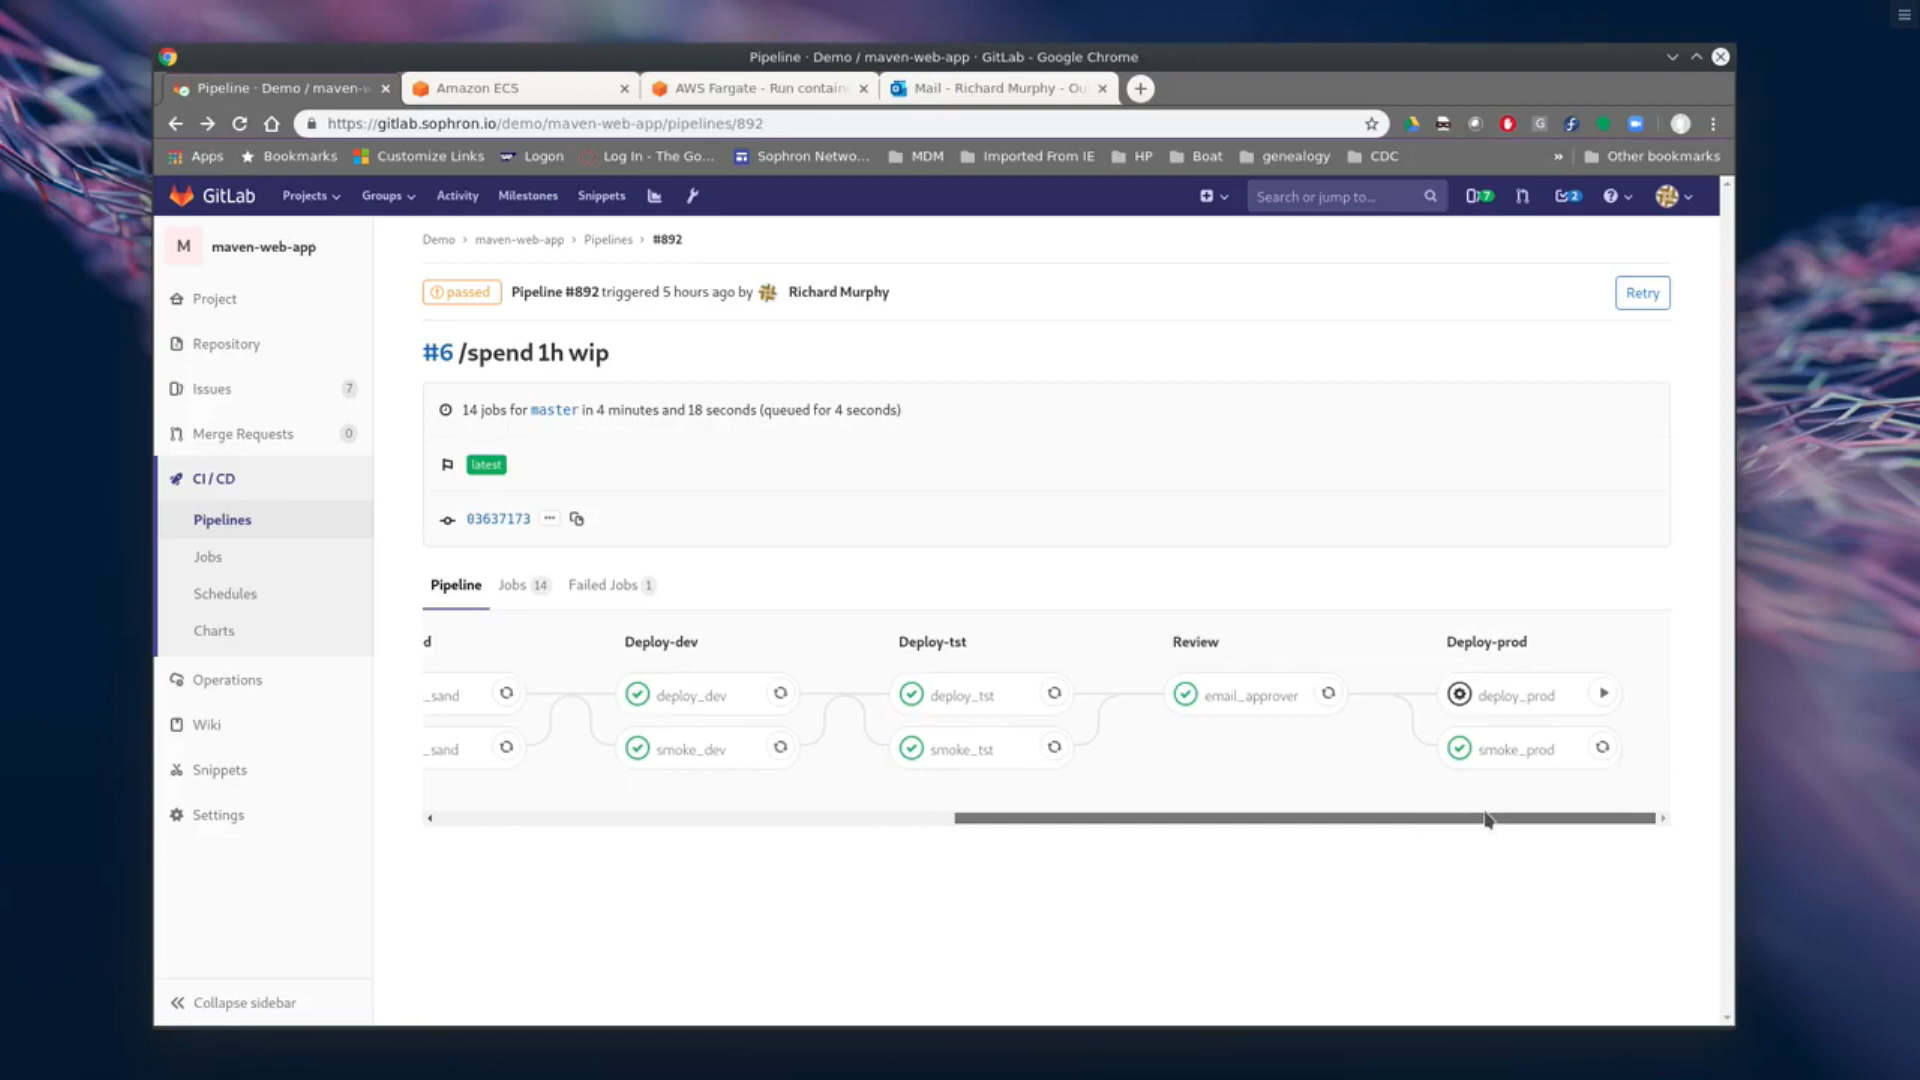 Pipeline · Demo / maven-web-app · GitLab - Google Chrome
Pipeline · Demo / maven-w
Amazon ECS
AWS Fargate - Run contain
Mail - Richard Murphy - Ou
https://gitlab.sophron.io/demo/maven-web-app/pipelines/892
Apps
Bookmarks
Customize Links
Logon
Log In - The Go...
Sophron Netwo...
MDM
Imported From IE
HP
Boat
genealogy
CDC
»
Other bookmarks
GitLab
Projects
Groups
Activity
Milestones
Snippets
Search or jump to...
7
2
M
maven-web-app
Project
Repository
Issues 7
Merge Requests 0
CI / CD
Pipelines
Jobs
Schedules
Charts
Operations
Wiki
Snippets
Settings
Collapse sidebar
Demo › maven-web-app › Pipelines › #892
passed Pipeline #892 triggered 5 hours ago by Richard Murphy
Retry
#6 /spend 1h wip
14 jobs for master in 4 minutes and 18 seconds (queued for 4 seconds)
latest
03637173 ...
Pipeline Jobs 14 Failed Jobs 1
d Deploy-dev Deploy-tst Review Deploy-prod
_sand deploy_dev deploy_tst email_approver deploy_prod
_sand smoke_dev smoke_tst smoke_prod